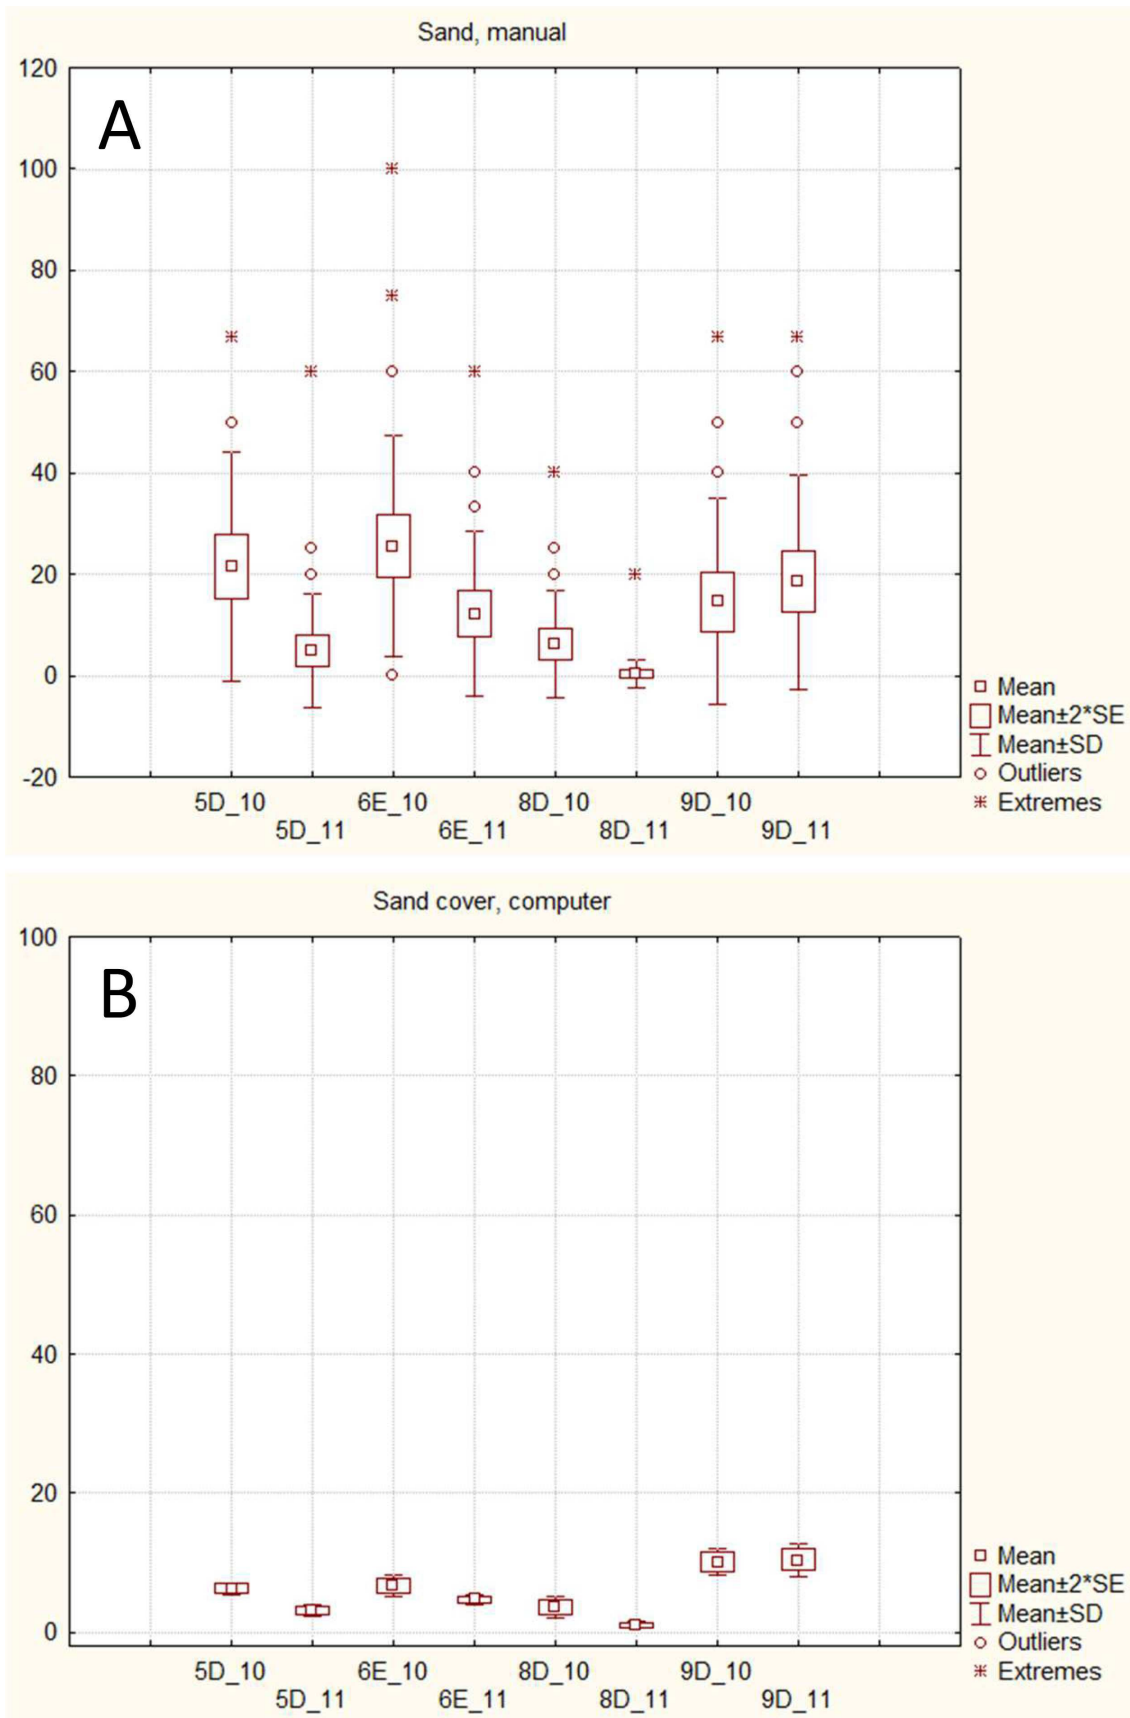 Sand, manual
A
120
100
80
60
40
20
0
-20
5D_10 6E_10 8D_10 9D_10
5D_11 6E_11 8D_11 9D_11
Mean
Mean±2*SE
Mean±SD
Outliers
Extremes
Sand cover, computer
B
100
80
60
40
20
0
5D_10 6E_10 8D_10 9D_10
5D_11 6E_11 8D_11 9D_11
Mean
Mean±2*SE
Mean±SD
Outliers
Extremes